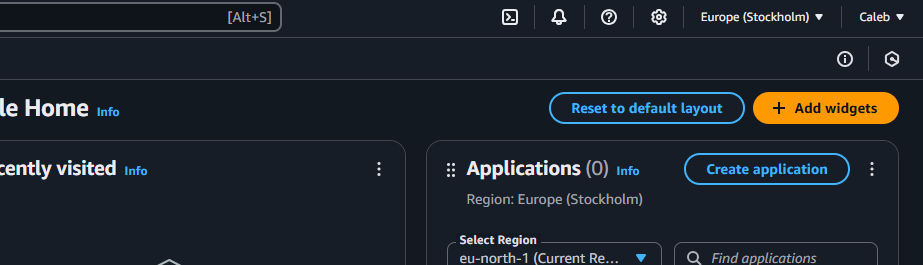 [Alt+S]
Europe (Stockholm)
Caleb
le Home Info
Reset to default layout
+ Add widgets
cently visited Info
Applications (0) Info
Create application
Region: Europe (Stockholm)
Select Region
eu-north-1 (Current Re...
Find applications